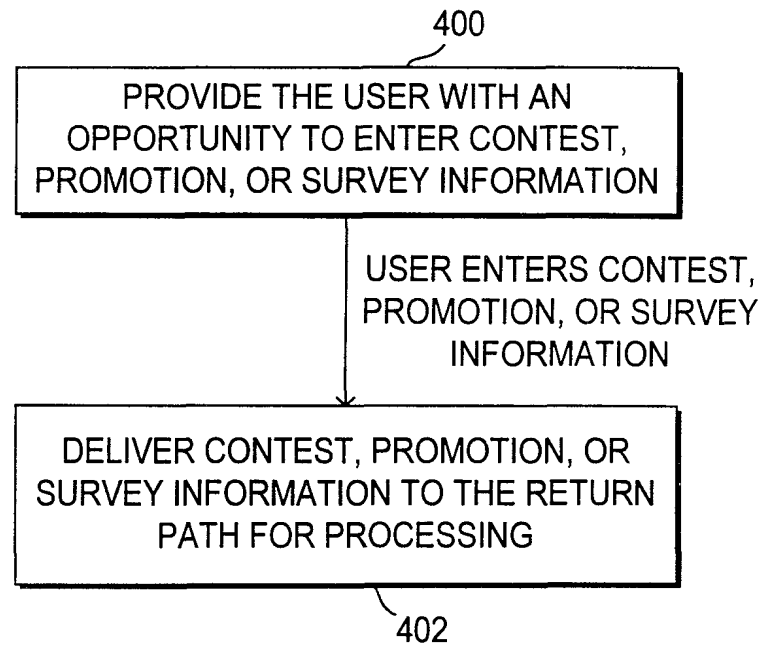 400
PROVIDE THE USER WITH AN
OPPORTUNITY TO ENTER CONTEST,
PROMOTION, OR SURVEY INFORMATION
USER ENTERS CONTEST,
PROMOTION, OR SURVEY
INFORMATION
DELIVER CONTEST, PROMOTION, OR
SURVEY INFORMATION TO THE RETURN
PATH FOR PROCESSING
402